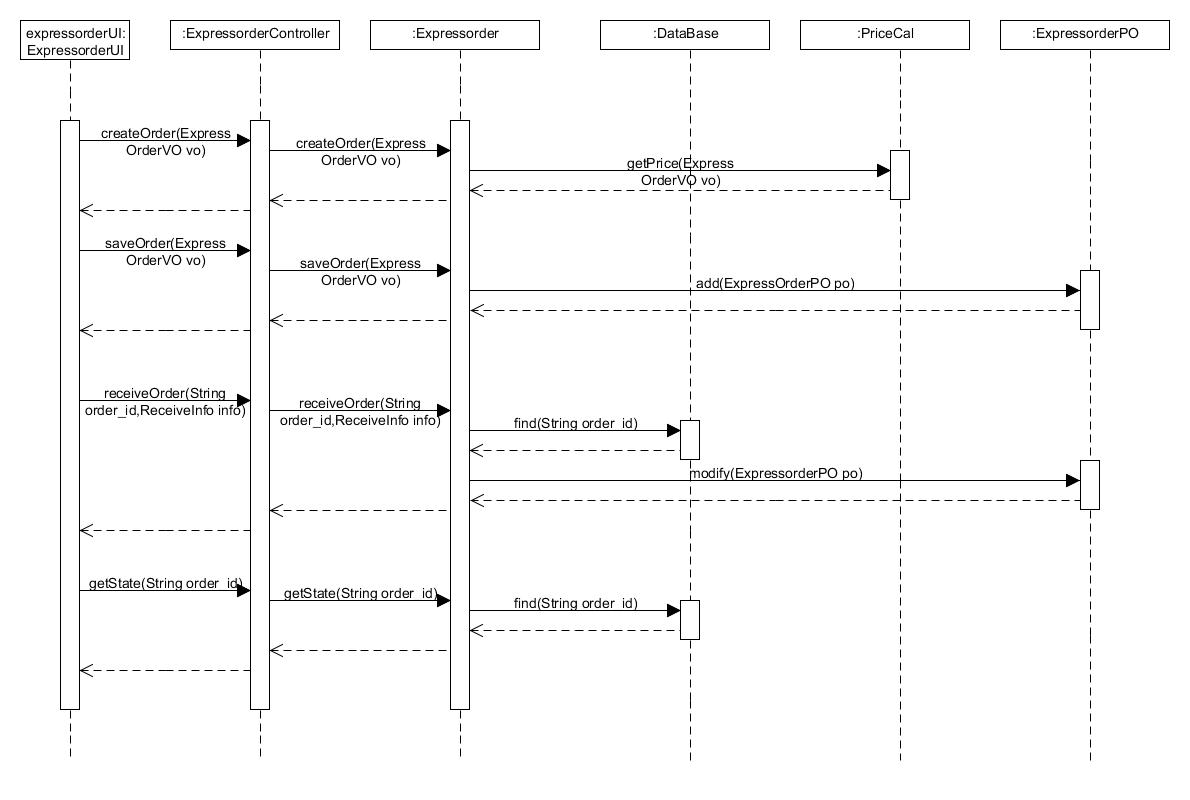 expressorderUI:
ExpressorderUI
:ExpressorderController
:Expressorder
:DataBase
:PriceCal
:ExpressorderPO
createOrder(Express
OrderVO vo)
createOrder(Express
OrderVO vo)
getPrice(Express
OrderVO vo)
saveOrder(Express
OrderVO vo)
saveOrder(Express
OrderVO vo)
add(ExpressOrderPO po)
receiveOrder(String
order_id,ReceiveInfo info)
receiveOrder(String
order_id,ReceiveInfo info)
find(String order_id)
modify(ExpressorderPO po)
getState(String order_id)
getState(String order_id)
find(String order_id)